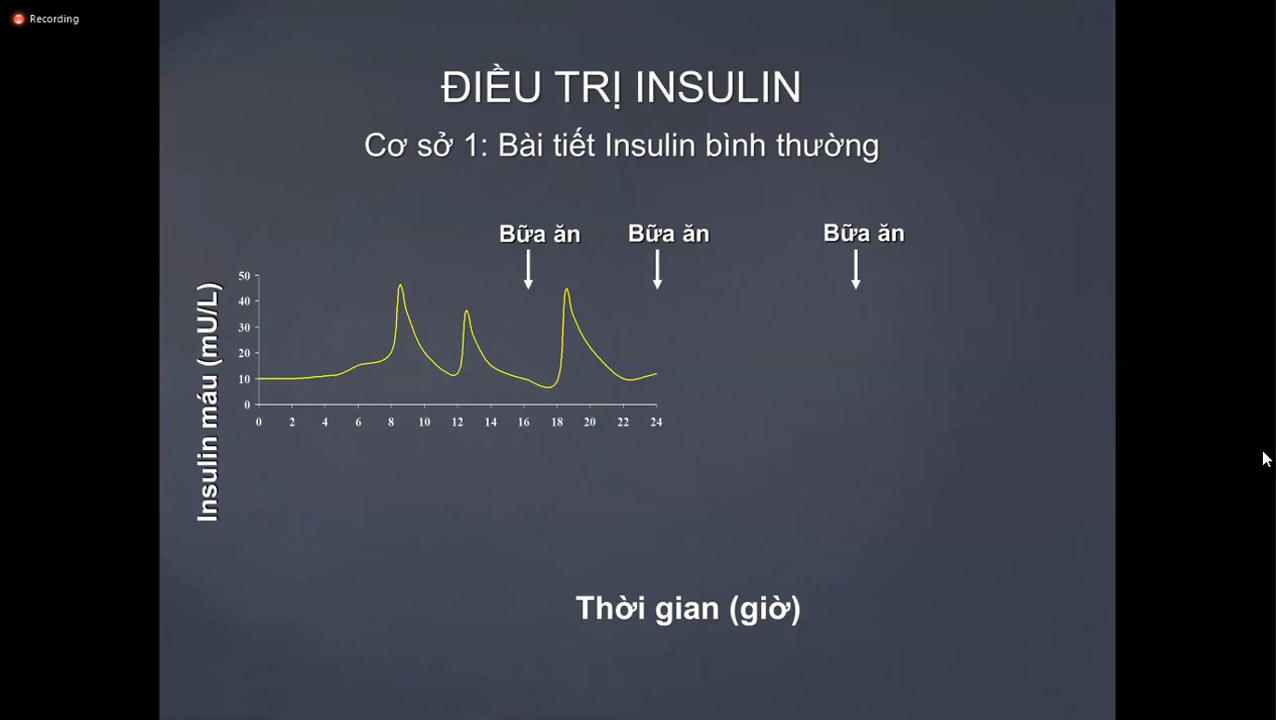 Recording
ĐIỀU TRỊ INSULIN
Cơ sở 1: Bài tiết Insulin bình thường
Bữa ăn Bữa ăn Bữa ăn
Insulin máu (mU/L)
50
40
30
20
10
0
0 2 4 6 8 10 12 14 16 18 20 22 24
Thời gian (giờ)